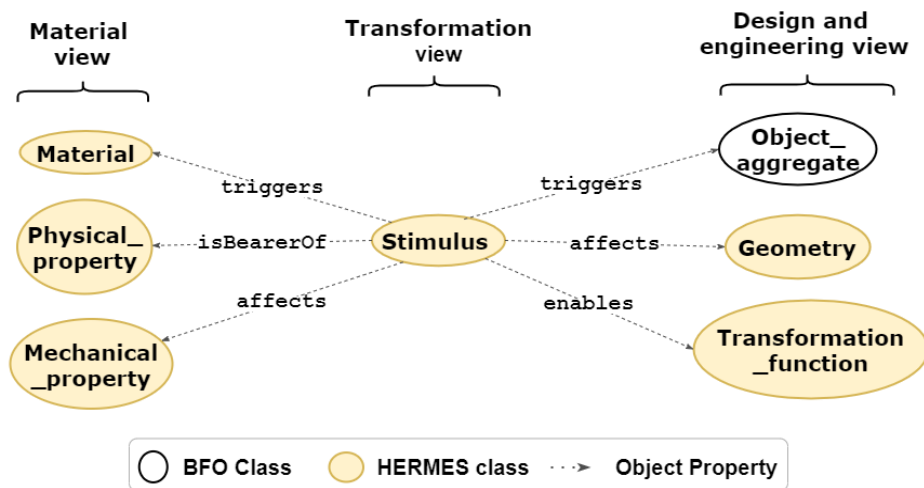 Material
view
Transformation
view
Design and
engineering view
Material
triggers
triggers
Object_
aggregate
Physical_
property
isBearerOf
Stimulus
affects
Geometry
affects
enables
Mechanical
_property
Transformation
_function
BFO Class
HERMES class
Object Property